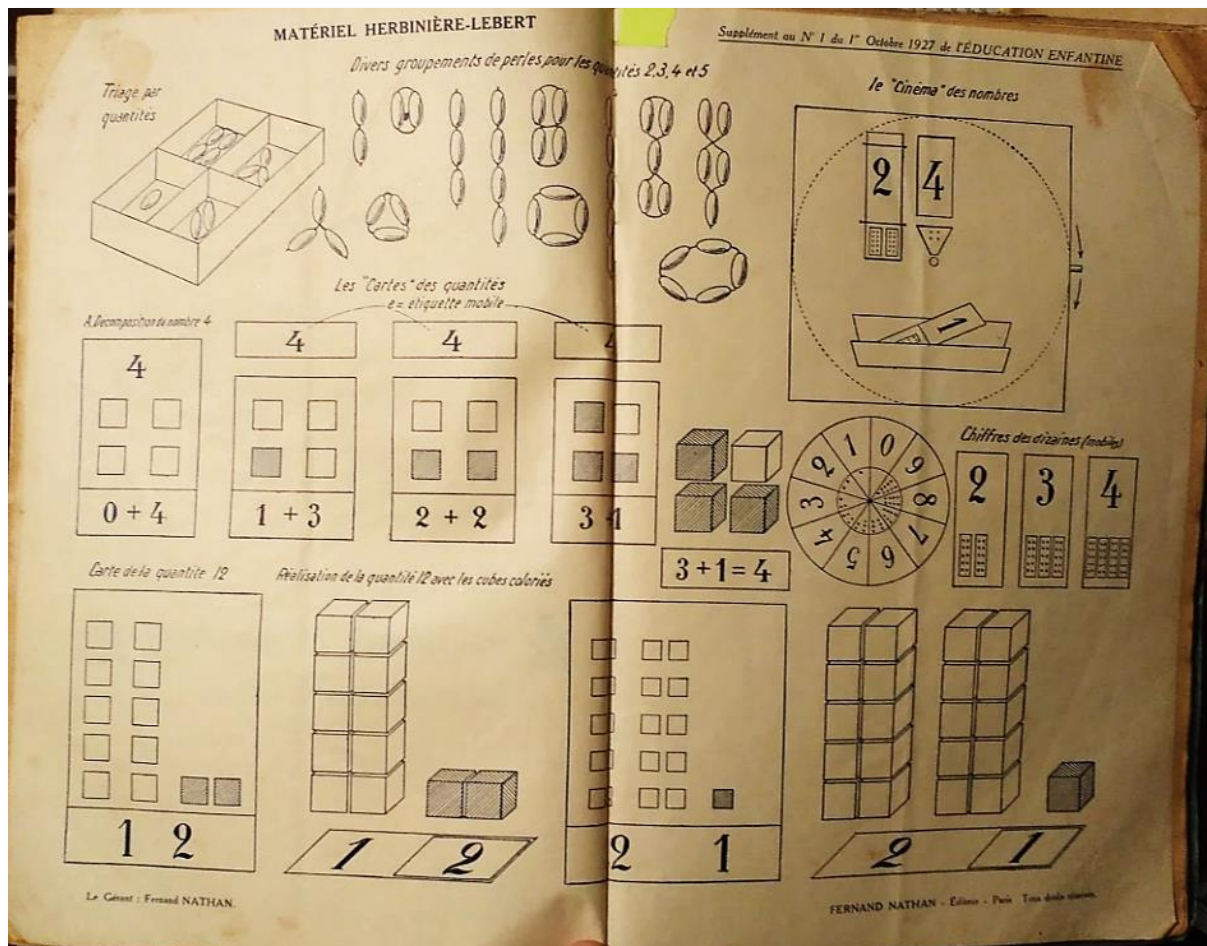 MATÉRIEL HERBINIÈRE-LEBERT
Supplément au N° 1 du 1er Octobre 1927 de l'ÉDUCATION ENFANTINE
Triage par
quantités
Divers groupements de perles pour les quantités 2, 3, 4 et 5
le "Cinéma" des nombres
2 4
1
Les "Cartes" des quantités
e = etiquette mobile
A. Décomposition du nombre 4
4
4
4
4
0 + 4
1 + 3
2 + 2
3 1
3 + 1 = 4
0 9 8 7 6 5 4 3 2 1
Chiffres des dizaines (mobiles)
2 3 4
Carte de la quantité 12
Réalisation de la quantité 12 avec les cubes coloriés
1 2
1 2
2 1
2 1
Le Gérant : Fernand NATHAN.
FERNAND NATHAN - Éditeur - Paris Tous droits réservés.